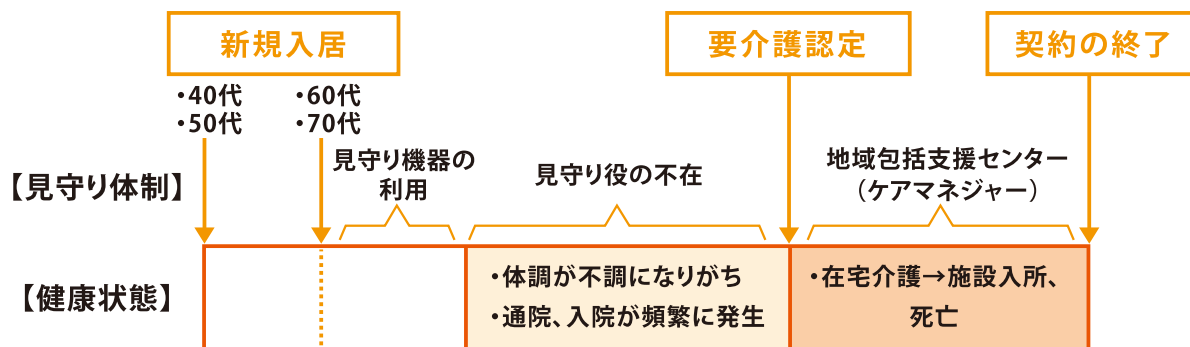 新規入居
要介護認定
契約の終了
・40代
・50代
・60代
・70代
【見守り体制】
見守り機器の
利用
見守り役の不在
地域包括支援センター
（ケアマネジャー）
【健康状態】
・体調が不調になりがち
・通院、入院が頻繁に発生
・在宅介護→施設入所、
死亡